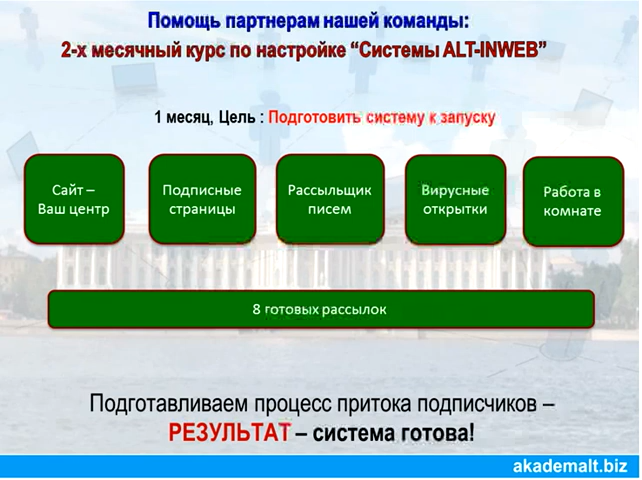 Помощь партнерам нашей команды:
2-х месячный курс по настройке “Системы ALT-INWEB”
1 месяц, Цель : Подготовить систему к запуску
Сайт –
Ваш центр
Подписные
страницы
Рассыльщик
писем
Вирусные
открытки
Работа в
комнате
8 готовых рассылок
Подготавливаем процесс притока подписчиков –
РЕЗУЛЬТАТ – система готова!
akademalt.biz